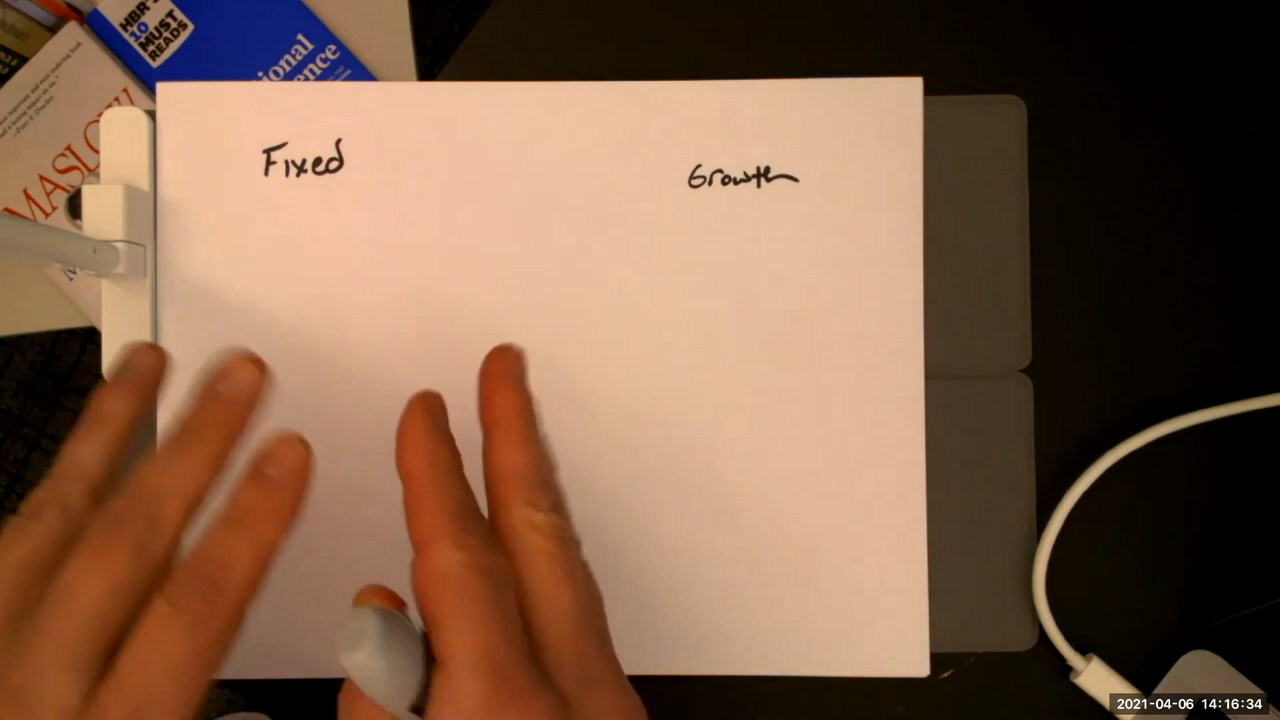 HBR'S
10
MUST
READS
ional
ence
MASLOW
Fixed
Growth
2021-04-06 14:16:34